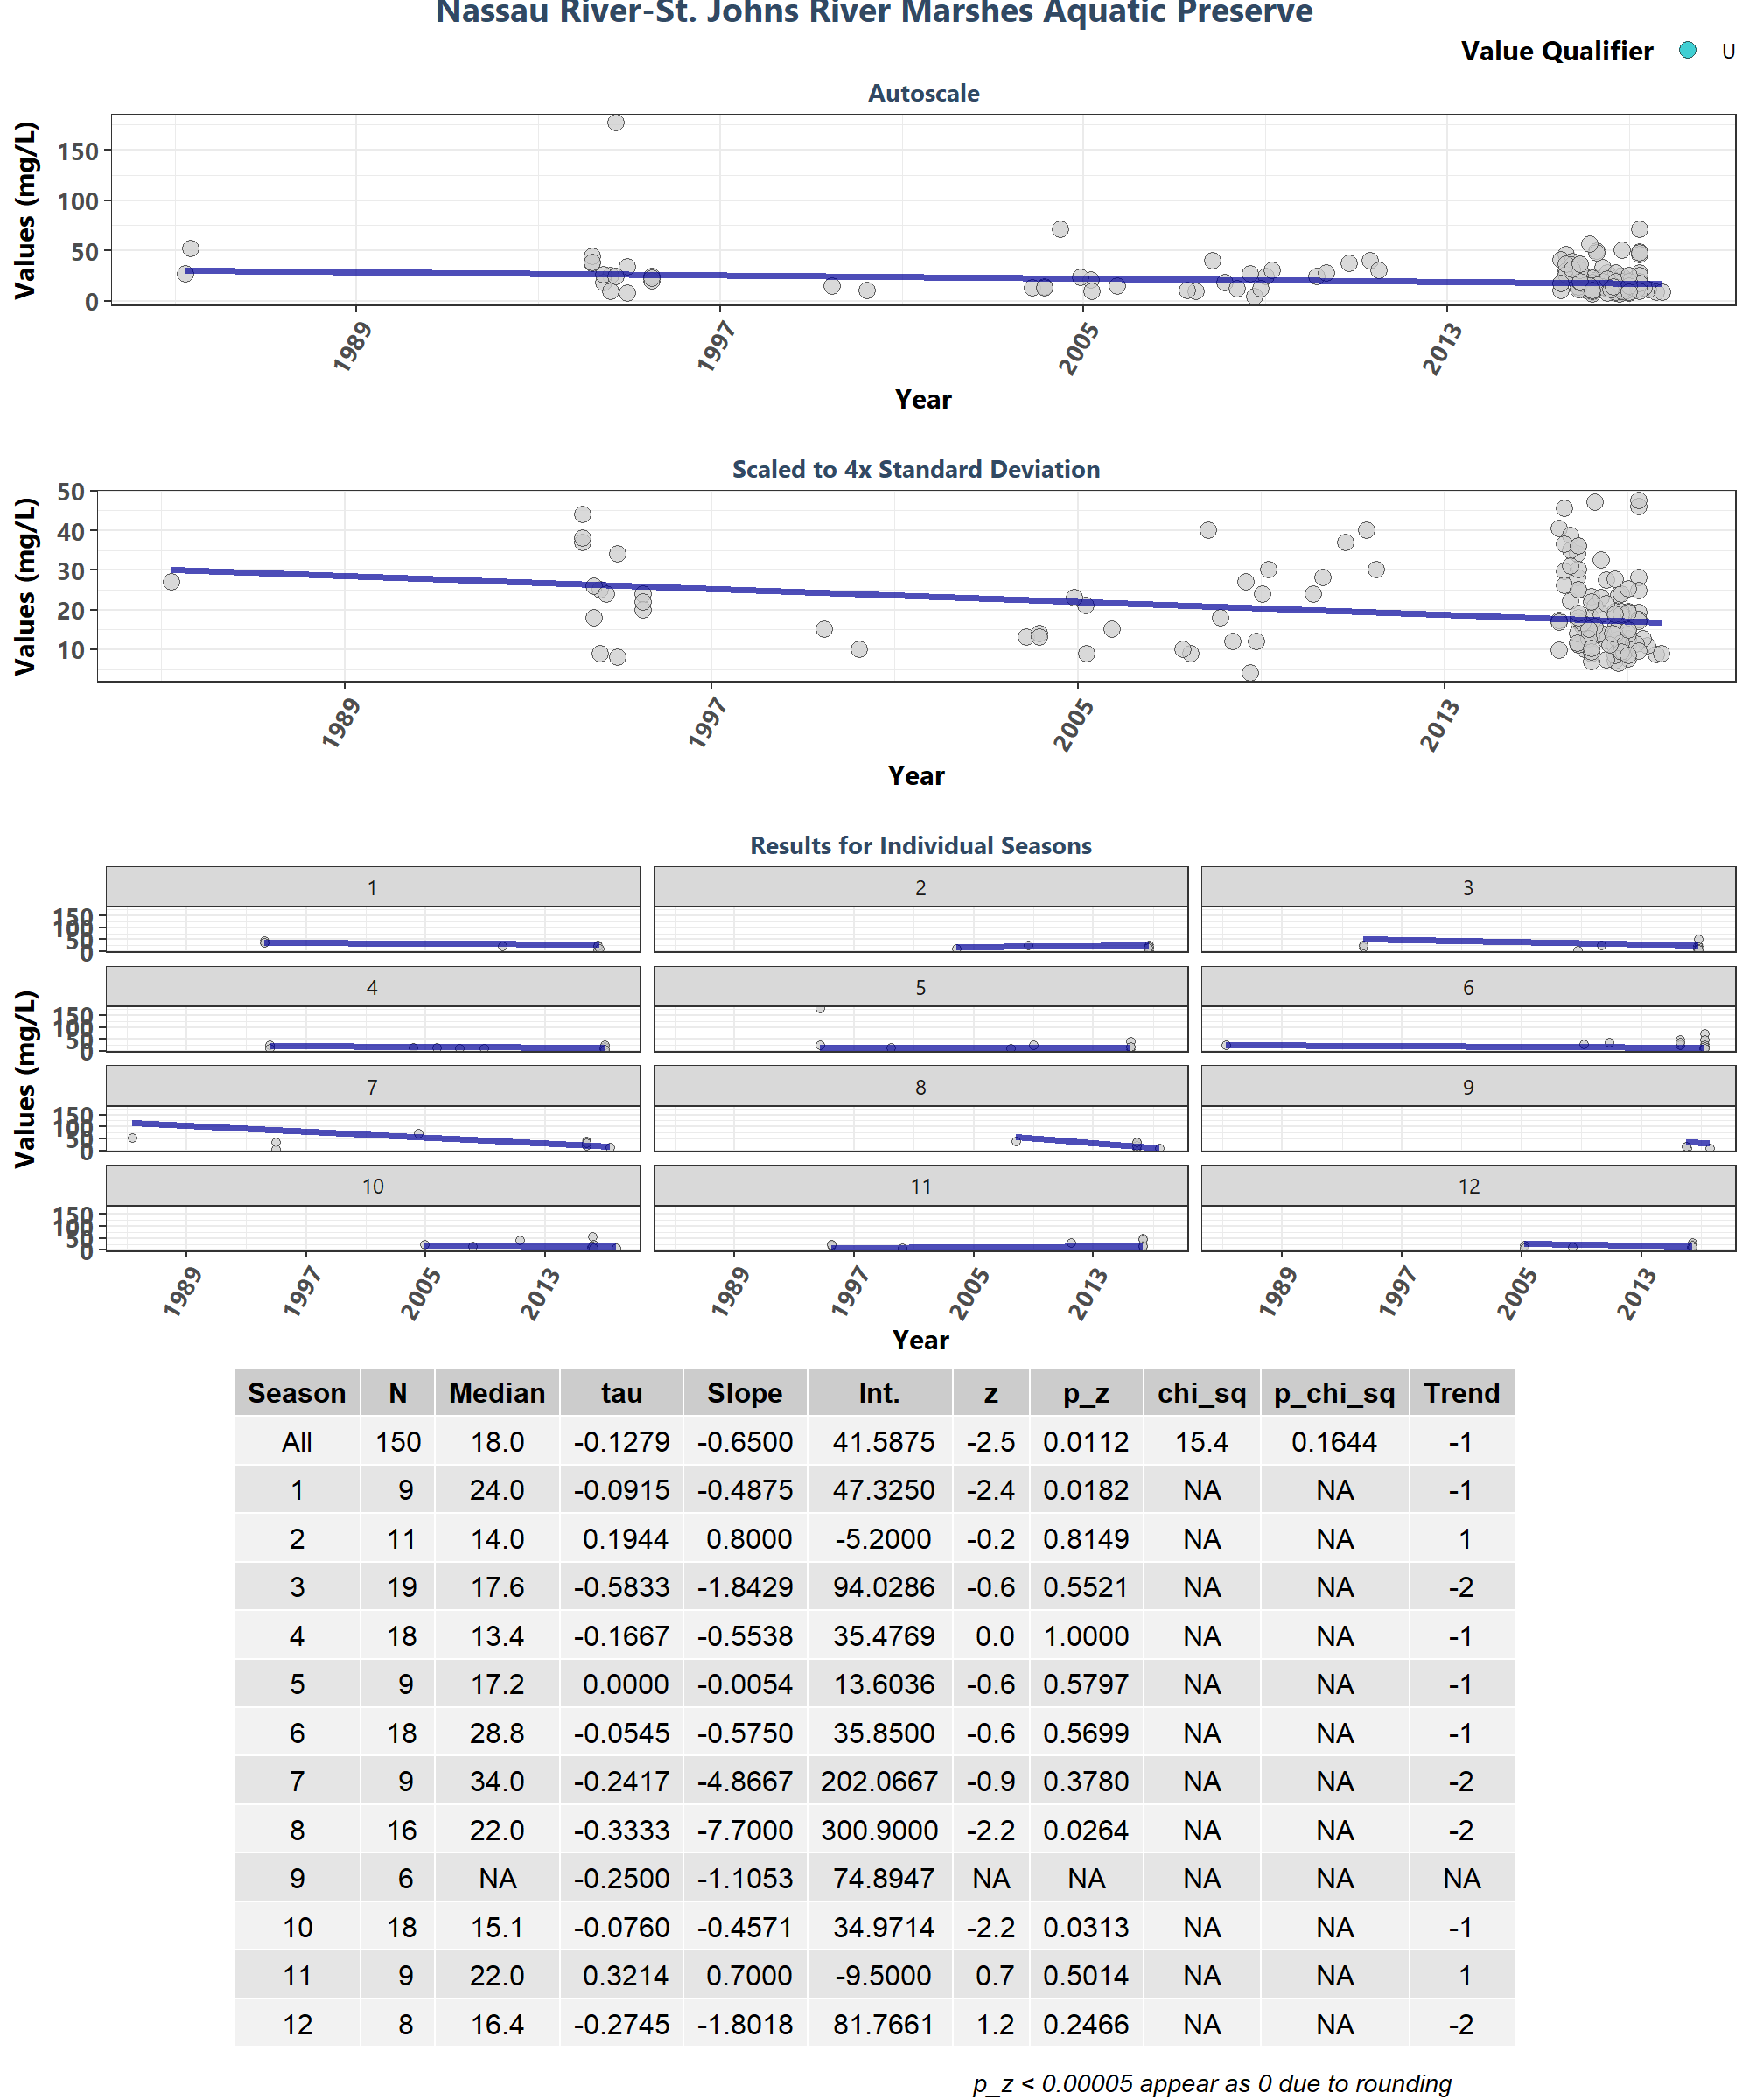 Nassau River-St. Johns River Marshes Aquatic Preserve
Value Qualifier U
Autoscale
Values (mg/L)
150
100
50
0
1989 1997 2005 2013
Year
Scaled to 4x Standard Deviation
Values (mg/L)
50
40
30
20
10
1989 1997 2005 2013
Year
Results for Individual Seasons
Values (mg/L)
1 2 3
150
100
50
0
4 5 6
150
100
50
0
7 8 9
150
100
50
0
10 11 12
150
100
50
0
1989 1997 2005 2013 1989 1997 2005 2013 1989 1997 2005 2013
Year
Season N Median tau Slope Int. z p_z chi_sq p_chi_sq Trend
All 150 18.0 -0.1279 -0.6500 41.5875 -2.5 0.0112 15.4 0.1644 -1
1 9 24.0 -0.0915 -0.4875 47.3250 -2.4 0.0182 NA NA -1
2 11 14.0 0.1944 0.8000 -5.2000 -0.2 0.8149 NA NA 1
3 19 17.6 -0.5833 -1.8429 94.0286 -0.6 0.5521 NA NA -2
4 18 13.4 -0.1667 -0.5538 35.4769 0.0 1.0000 NA NA -1
5 9 17.2 0.0000 -0.0054 13.6036 -0.6 0.5797 NA NA -1
6 18 28.8 -0.0545 -0.5750 35.8500 -0.6 0.5699 NA NA -1
7 9 34.0 -0.2417 -4.8667 202.0667 -0.9 0.3780 NA NA -2
8 16 22.0 -0.3333 -7.7000 300.9000 -2.2 0.0264 NA NA -2
9 6 NA -0.2500 -1.1053 74.8947 NA NA NA NA NA
10 18 15.1 -0.0760 -0.4571 34.9714 -2.2 0.0313 NA NA -1
11 9 22.0 0.3214 0.7000 -9.5000 0.7 0.5014 NA NA 1
12 8 16.4 -0.2745 -1.8018 81.7661 1.2 0.2466 NA NA -2
p_z < 0.00005 appear as 0 due to rounding